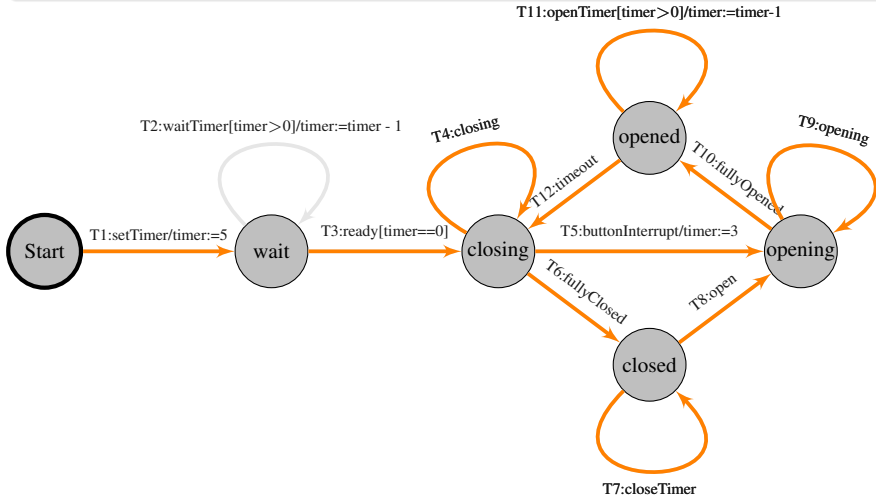 T11:openTimer[timer>0]/timer:=timer-1
opened
T2:waitTimer[timer>0]/timer:=timer - 1
T4:closing
T9:opening
T12:timeout
T10:fullyOpened
Start
T1:setTimer/timer:=5
wait
T3:ready[timer==0]
closing
T5:buttonInterrupt/timer:=3
opening
T6:fullyClosed
T8:open
closed
T7:closeTimer